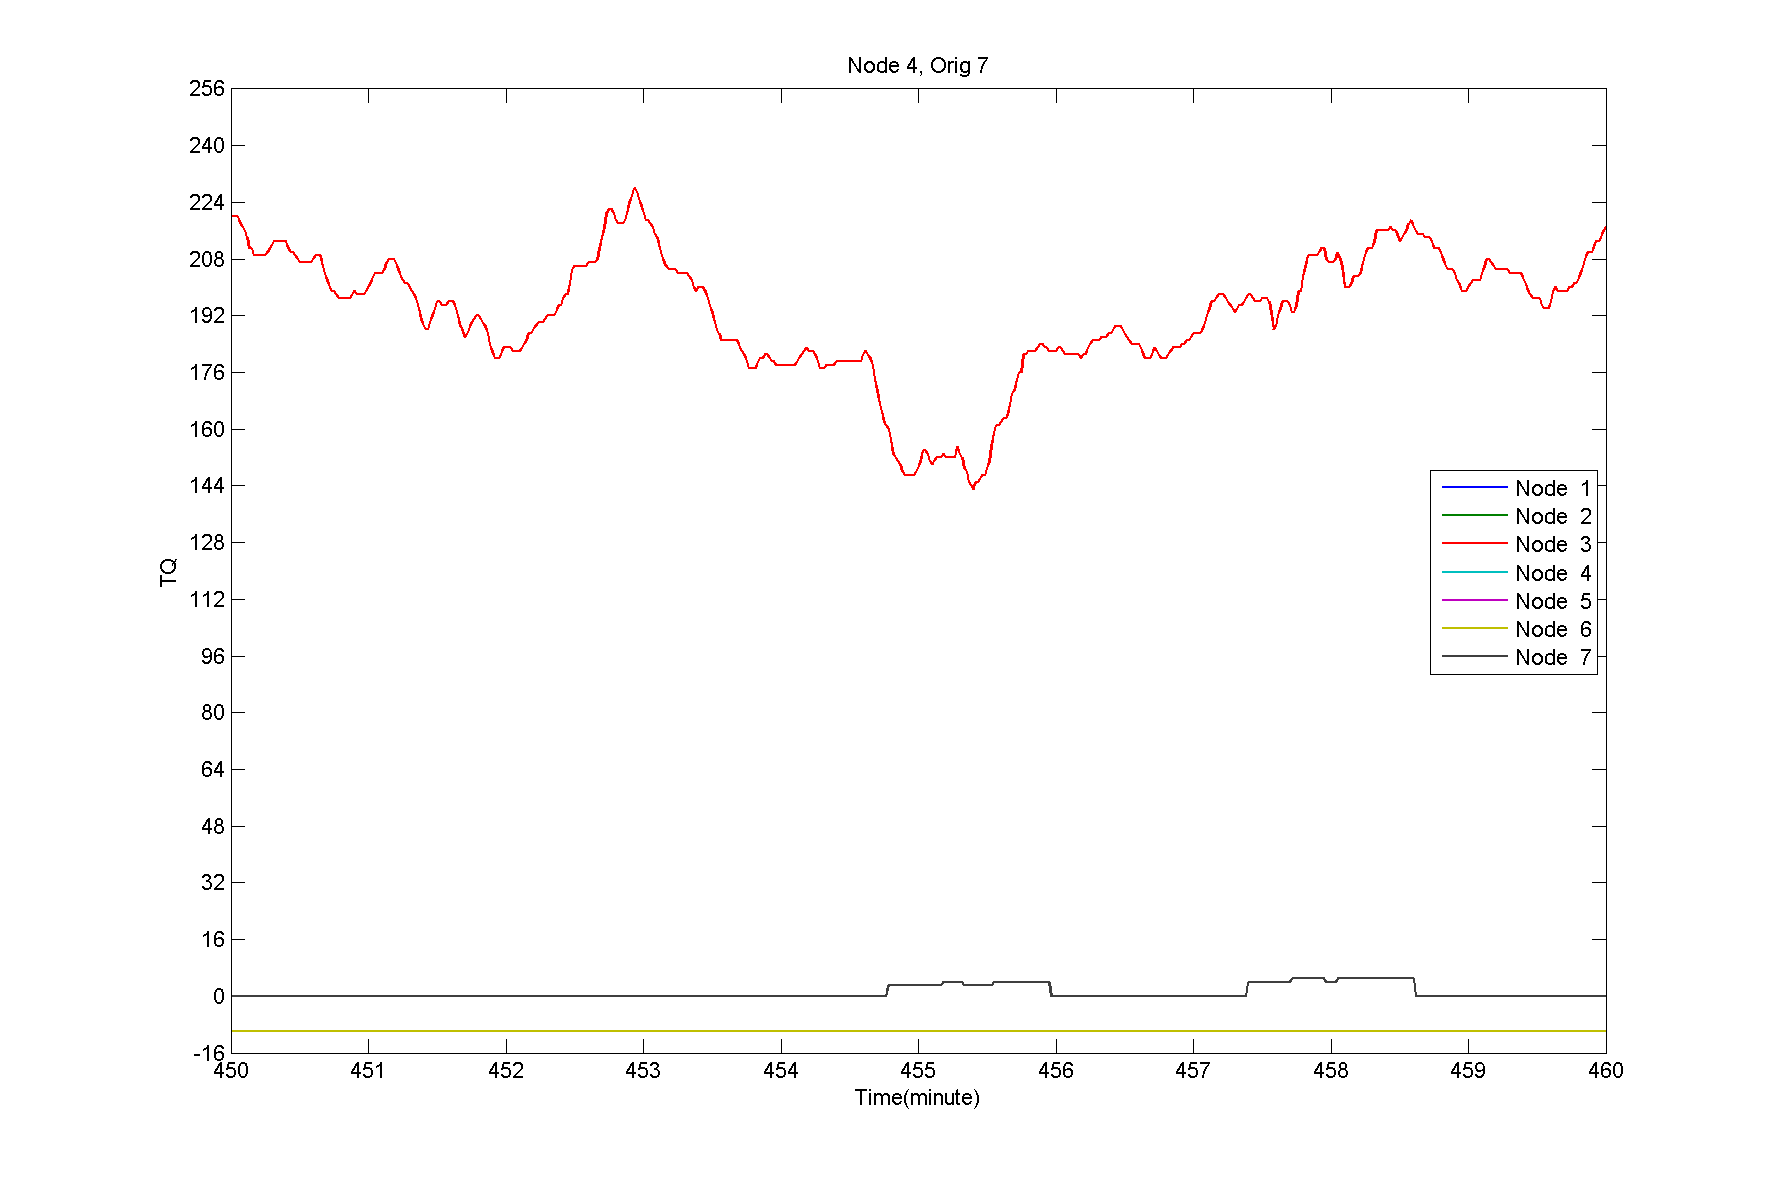 Node 4, Orig 7
256
240
224
208
192
176
160
144
128
112
96
80
64
48
32
16
0
-16
TQ
Node 1
Node 2
Node 3
Node 4
Node 5
Node 6
Node 7
450 451 452 453 454 455 456 457 458 459 460
Time(minute)